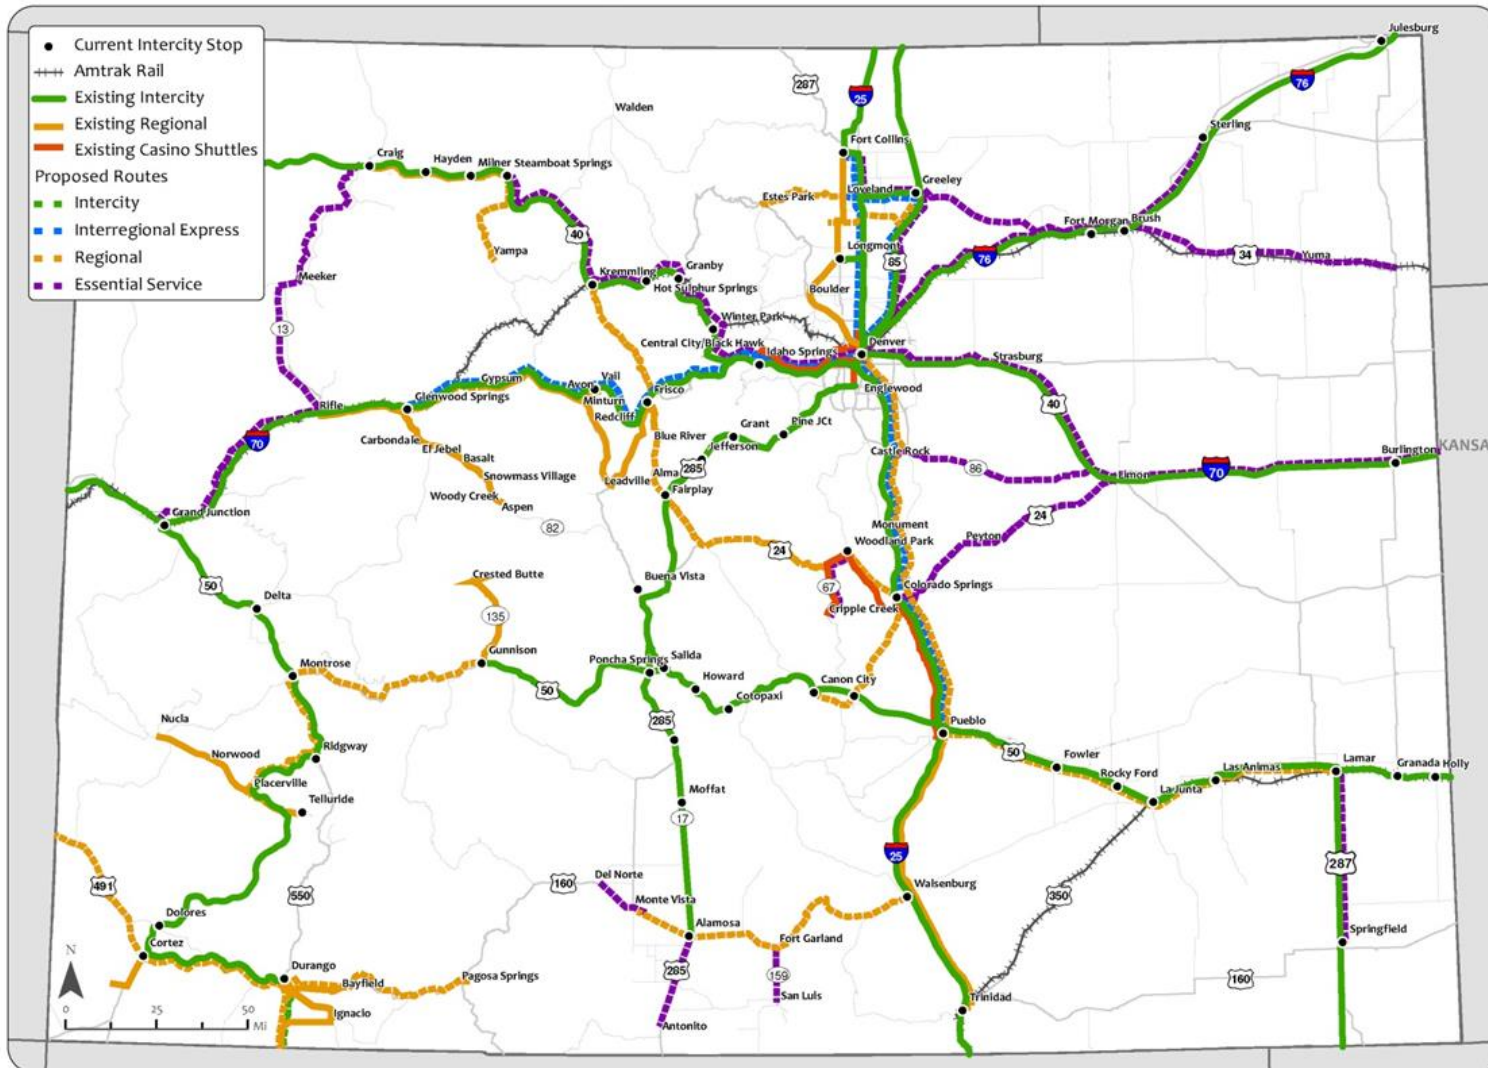 Current Intercity Stop
Amtrak Rail
Existing Intercity
Existing Regional
Existing Casino Shuttles
Proposed Routes
Intercity
Interregional Express
Regional
Essential Service
Julesburg
76
287
25
Walden
Sterling
Fort Collins
Craig
Hayden
Milner Steamboat Springs
Greeley
Loveland
Estes Park
Fort Morgan
Brush
40
Longmont
34
Yuma
Yampa
85
76
Kremmling
Granby
Meeker
Hot Sulphur Springs
Boulder
Winter Park
13
Central City/Black Hawk
Idaho Springs
Denver
Strasburg
Gypsum
Avon
Vail
Englewood
Glenwood Springs
Minturn
Frisco
Rifle
Redcliff
40
Grant
Pine JCt
70
Carbondale
Blue River
Jefferson
El Jebel
Castle Rock
Burlington
KANSA
Basalt
86
70
Snowmass Village
Alma
285
Limon
Leadville
Fairplay
Woody Creek
Aspen
Grand Junction
82
24
Monument
Woodland Park
Peyton
24
Crested Butte
Buena Vista
50
67
Colorado Springs
Delta
135
Cripple Creek
Gunnison
Montrose
Poncha Springs
Salida
Howard
50
Cotopaxi
Canon City
Nucla
285
Pueblo
Norwood
Ridgway
50
Fowler
Lamar
Granada Holly
Placerville
Las Animas
Rocky Ford
La Junta
Telluride
Moffat
17
25
287
491
550
160
Del Norte
Monte Vista
350
Walsenburg
Dolores
Alamosa
Cortez
Fort Garland
Springfield
N
Durango
285
159
160
Bayfield
Pagosa Springs
San Luis
Trinidad
Ignacio
Antonito
0
25
50
Mi